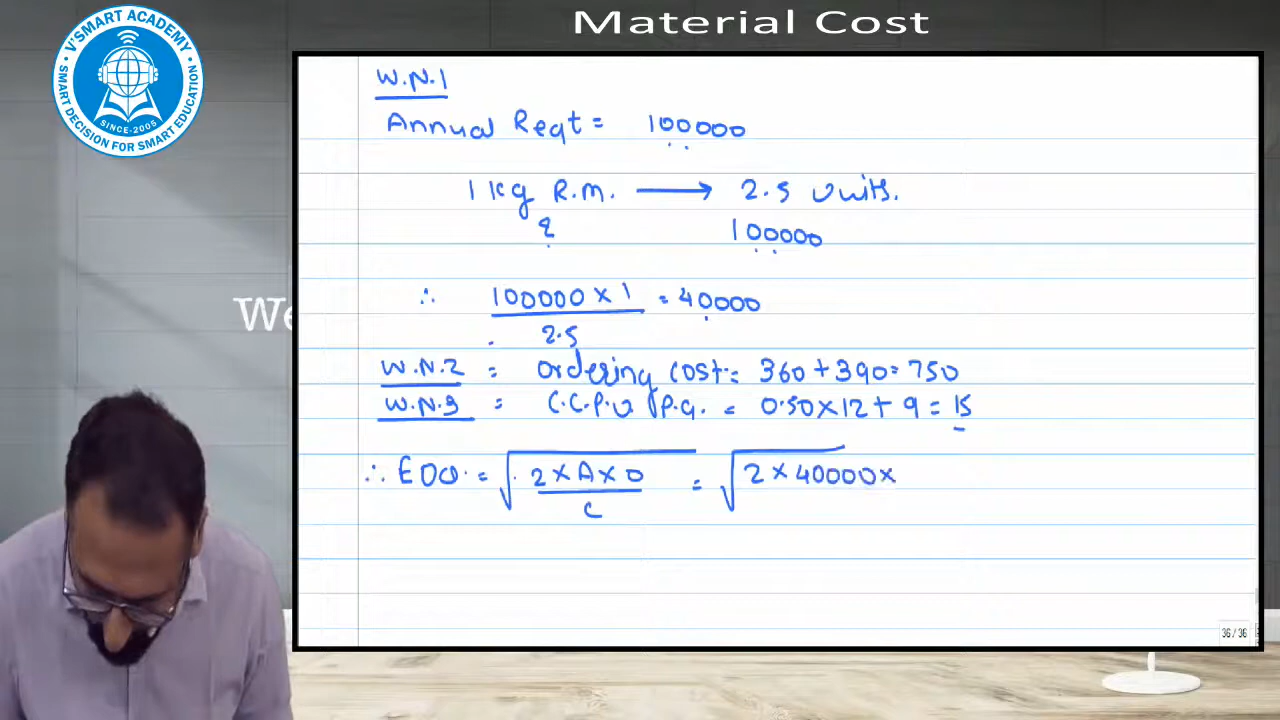 Material Cost
V'SMART ACADEMY
SINCE-2005
SMART DECISION FOR SMART EDUCATION
We
W.N.1
Annual Reqt = 100000
1 kg R.M. → 2.5 units.
? 100000
∴ 100000 × 1 = 40000
2.5
W.N.2 = Ordering cost = 360 + 390 = 750
W.N.3 = C.C.P.U P.a. = 0.50 × 12 + 9 = 15
∴ EOQ = √ 2 × A × O = √ 2 × 40000 ×
C
36 / 36